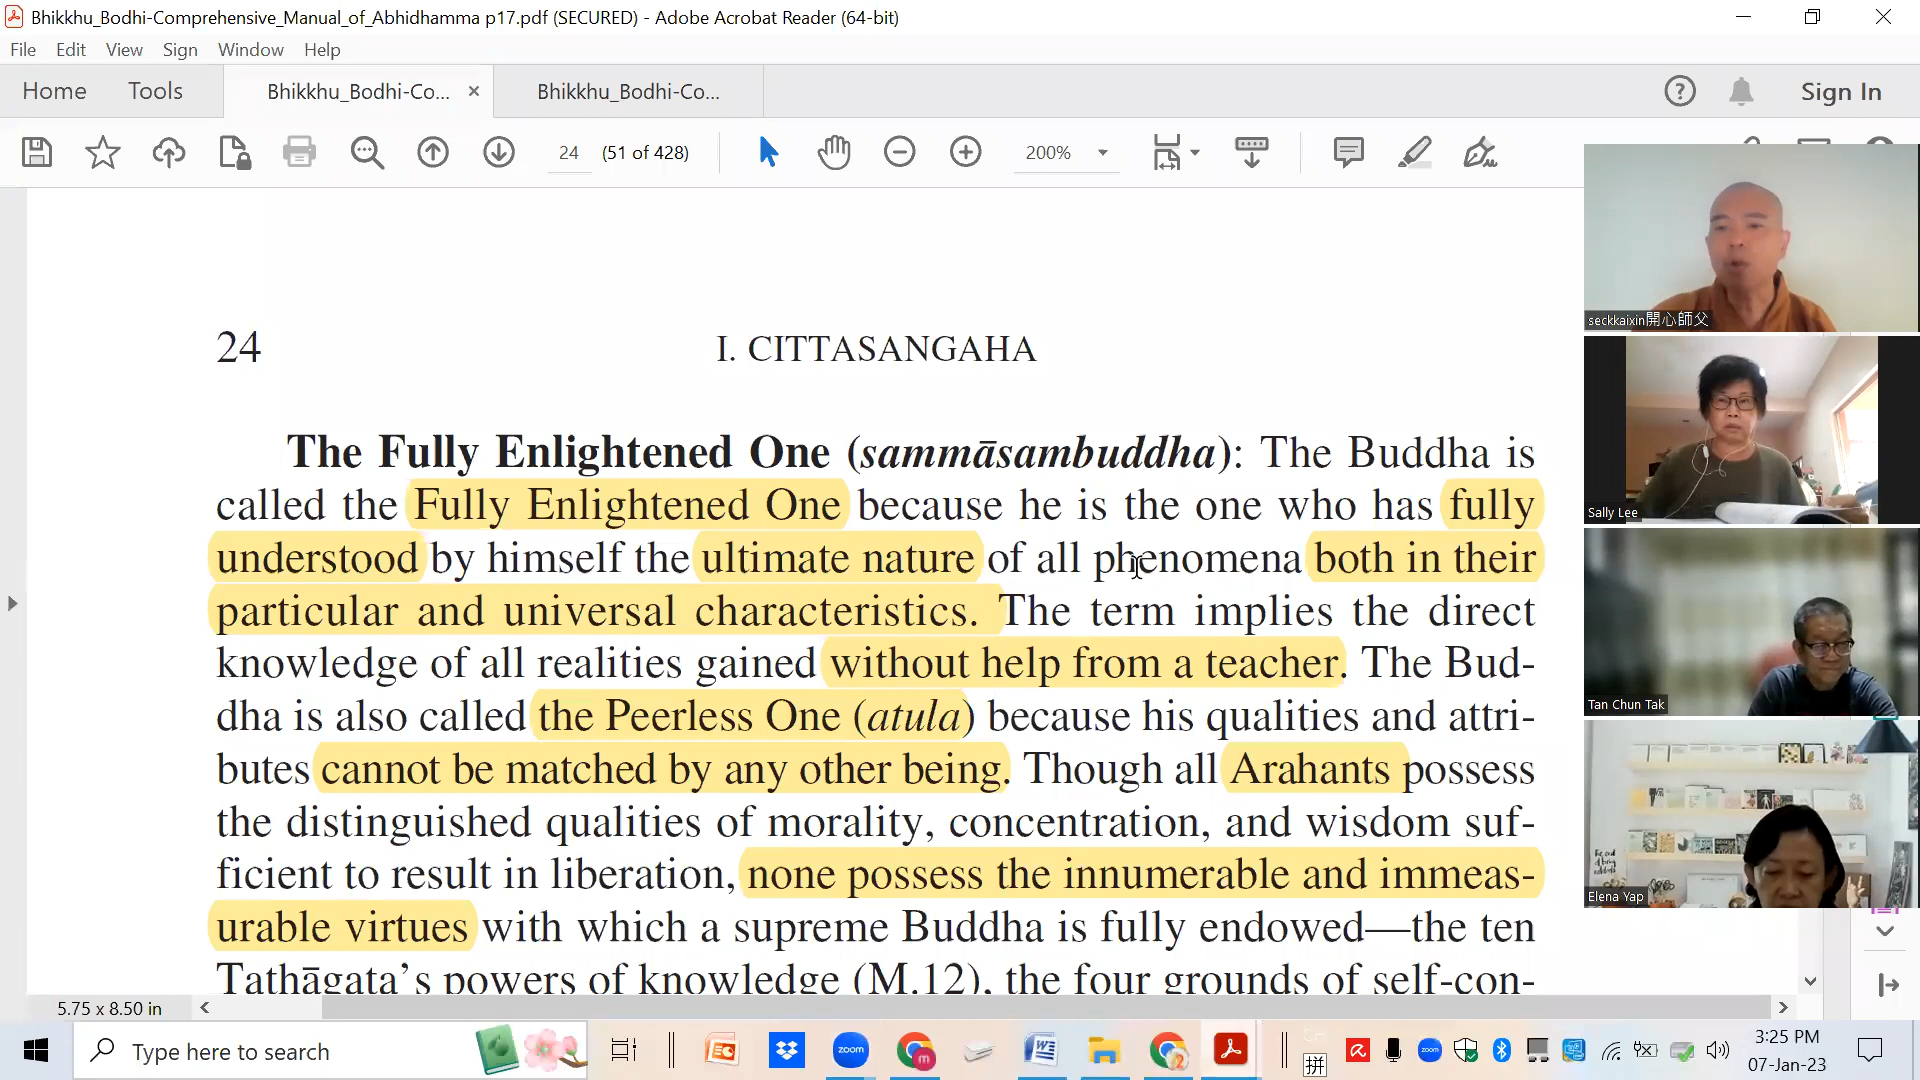 Bhikkhu_Bodhi-Comprehensive_Manual_of_Abhidhamma p17.pdf (SECURED) - Adobe Acrobat Reader (64-bit)
File Edit View Sign Window Help
Home Tools Bhikkhu_Bodhi-Co... × Bhikkhu_Bodhi-Co... Sign In
24 (51 of 428) 200%
24 I. CITTASANGAHA
The Fully Enlightened One (sammāsambuddha): The Buddha is
called the Fully Enlightened One because he is the one who has fully
understood by himself the ultimate nature of all phenomena both in their
particular and universal characteristics. The term implies the direct
knowledge of all realities gained without help from a teacher. The Bud-
dha is also called the Peerless One (atula) because his qualities and attri-
butes cannot be matched by any other being. Though all Arahants possess
the distinguished qualities of morality, concentration, and wisdom suf-
ficient to result in liberation, none possess the innumerable and immeas-
urable virtues with which a supreme Buddha is fully endowed—the ten
Tathāgata's powers of knowledge (M.12), the four grounds of self-con-
seckkaixin開心師父
Sally Lee
Tan Chun Tak
Elena Yap
5.75 x 8.50 in
Type here to search
zoom
zoom
拼
3:25 PM
07-Jan-23